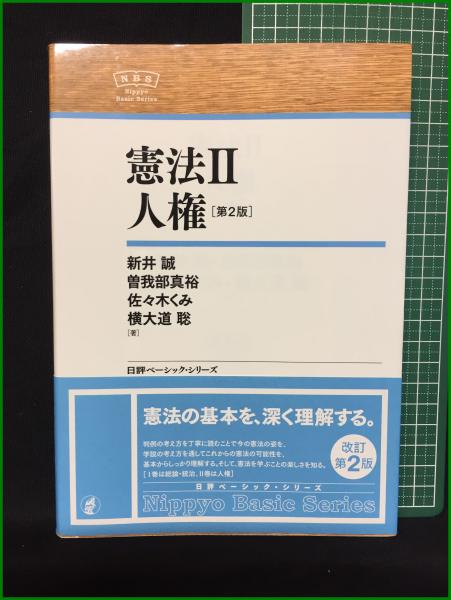 NBS
Nippyo
Basic Series
憲法Ⅱ
人権[第2版]
新井 誠
曽我部真裕
佐々木くみ
横大道 聡
[著]
日評ベーシック・シリーズ
憲法の基本を、深く理解する。
判例の考え方を丁寧に読むことで今の憲法の姿を、
学説の考え方を通してこれからの憲法の可能性を、
基本からしっかり理解する。そして、憲法を学ぶことの楽しさを知る。
[Ⅰ巻は総論・統治、Ⅱ巻は人権]
改訂
第2版
日評ベーシック・シリーズ
Nippyo Basic Series